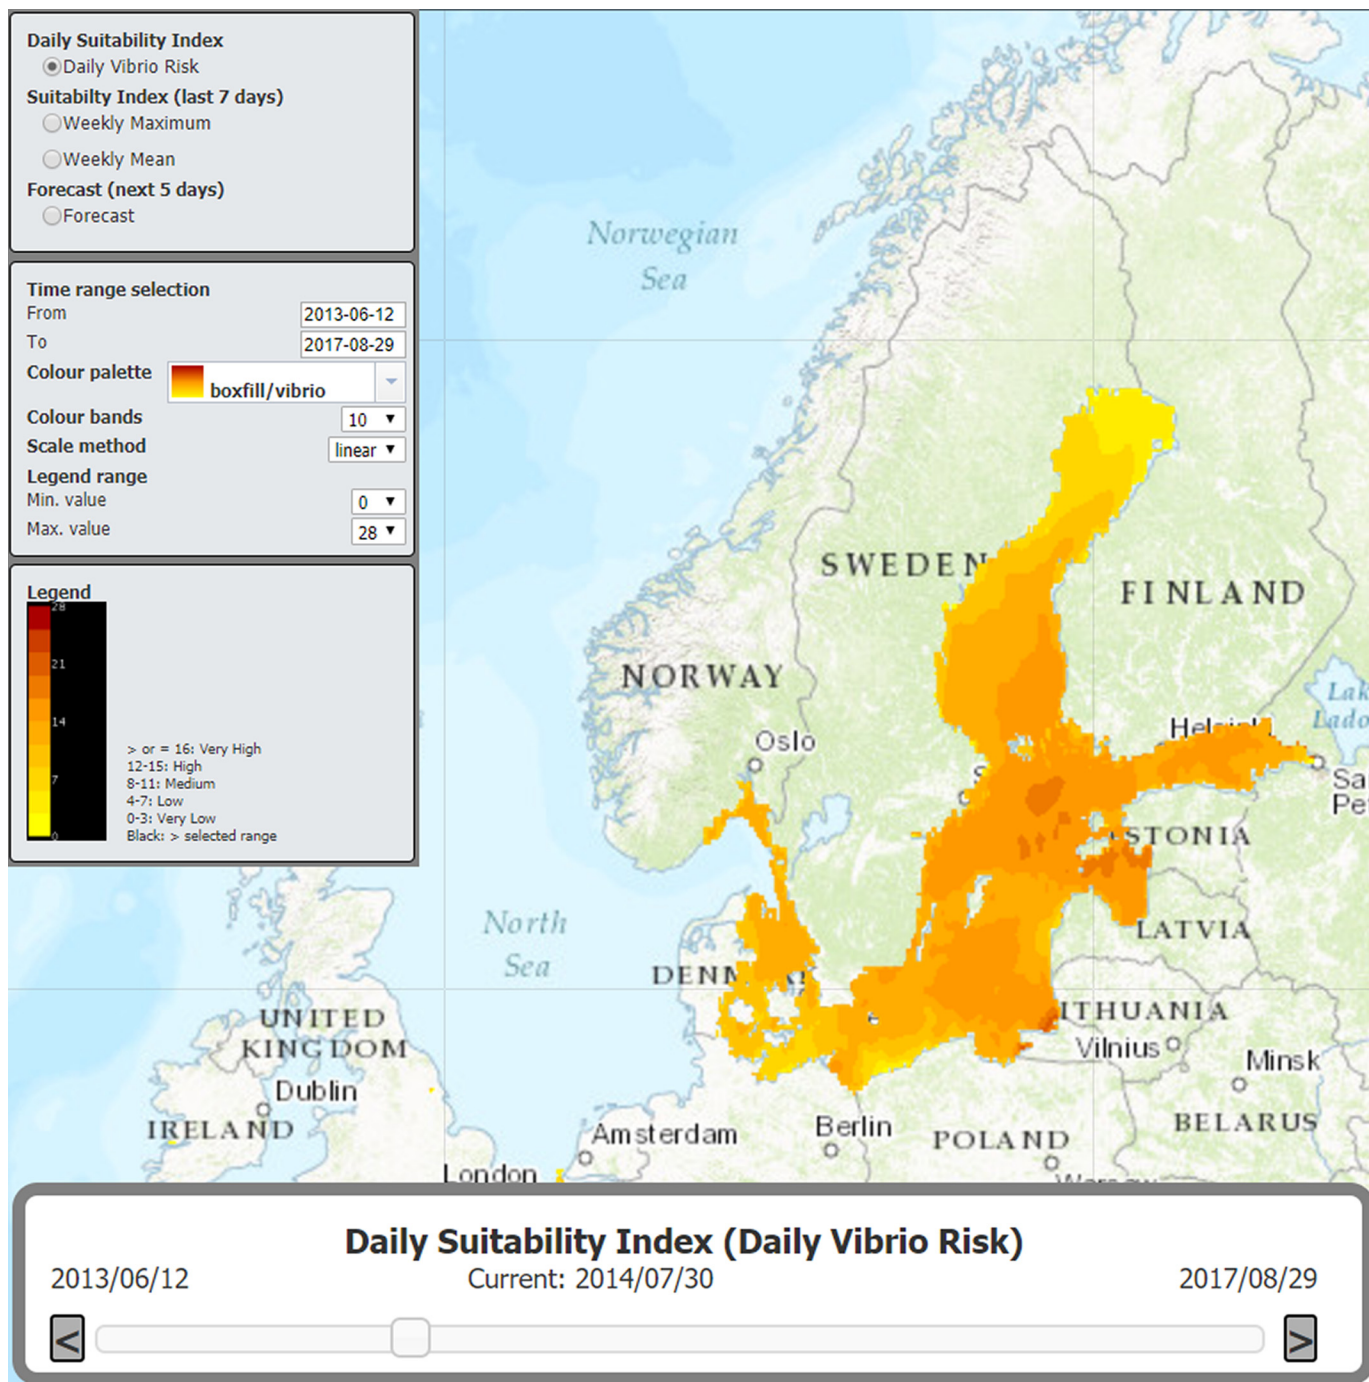 Daily Suitability Index
Daily Vibrio Risk
Suitabilty Index (last 7 days)
Weekly Maximum
Weekly Mean
Forecast (next 5 days)
Forecast
Time range selection
From 2013-06-12
To 2017-08-29
Colour palette boxfill/vibrio
Colour bands 10
Scale method linear
Legend range
Min. value 0
Max. value 28
Legend
28
21
14
7
0
> or = 16: Very High
12-15: High
8-11: Medium
4-7: Low
0-3: Very Low
Black: > selected range
Norwegian
Sea
SWEDEN
FINLAND
NORWAY
Oslo
North
Sea
LATVIA
UNITED
KINGDOM
Vilnius
Minsk
Dublin
IRELAND
Amsterdam
Berlin
POLAND
BELARUS
London
Daily Suitability Index (Daily Vibrio Risk)
2013/06/12 Current: 2014/07/30 2017/08/29
<
>